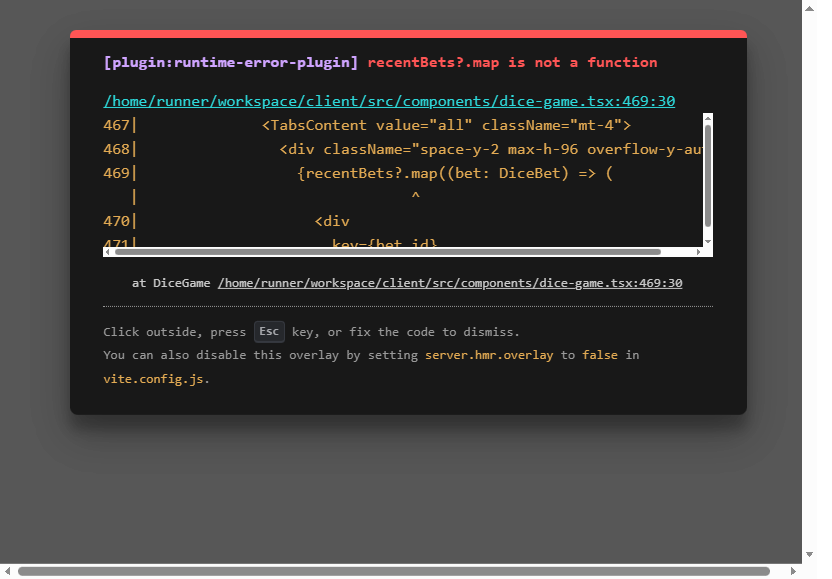 [plugin:runtime-error-plugin] recentBets?.map is not a function
/home/runner/workspace/client/src/components/dice-game.tsx:469:30
467|              <TabsContent value="all" className="mt-4">
468|                <div className="space-y-2 max-h-96 overflow-y-au
469|                  {recentBets?.map((bet: DiceBet) => (
   |                               ^
470|                    <div
471|                      key={bet.id}
at DiceGame /home/runner/workspace/client/src/components/dice-game.tsx:469:30
Click outside, press Esc key, or fix the code to dismiss.
You can also disable this overlay by setting server.hmr.overlay to false in
vite.config.js.